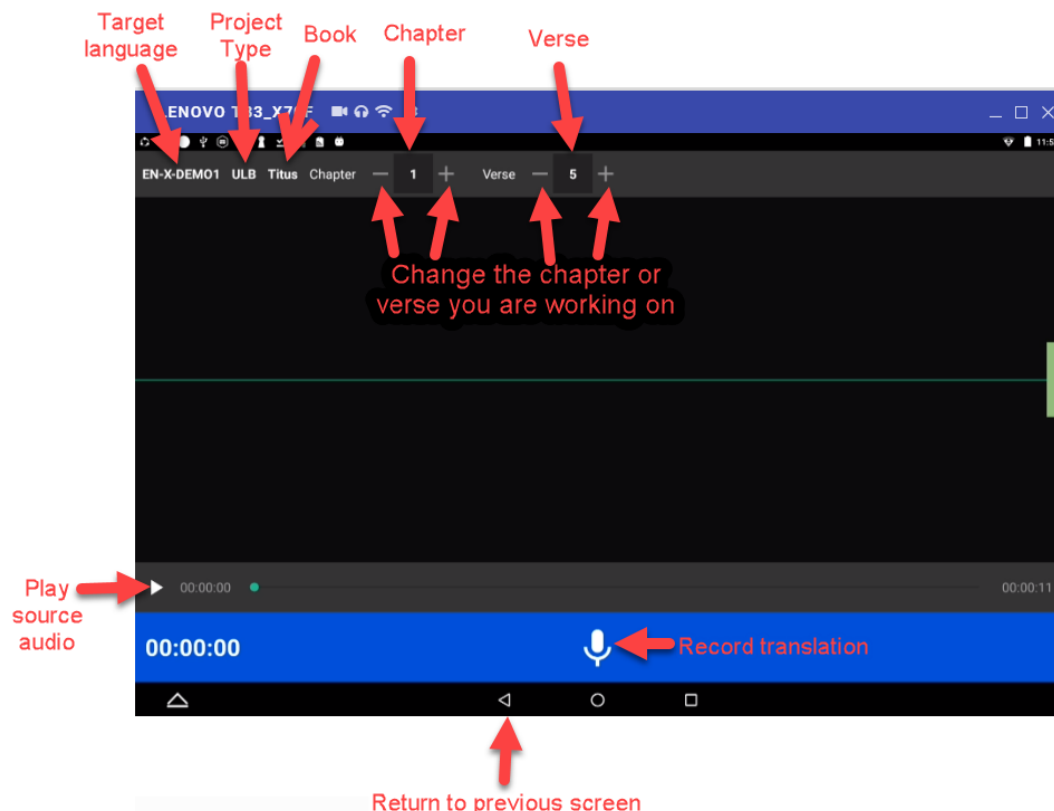 Target
language
Project
Type
Book
Chapter
Verse
EN-X-DEMO1 ULB Titus Chapter 1 Verse 5
Change the chapter or
verse you are working on
Play
source
audio
00:00:00
00:00:11
00:00:00
Record translation
Return to previous screen